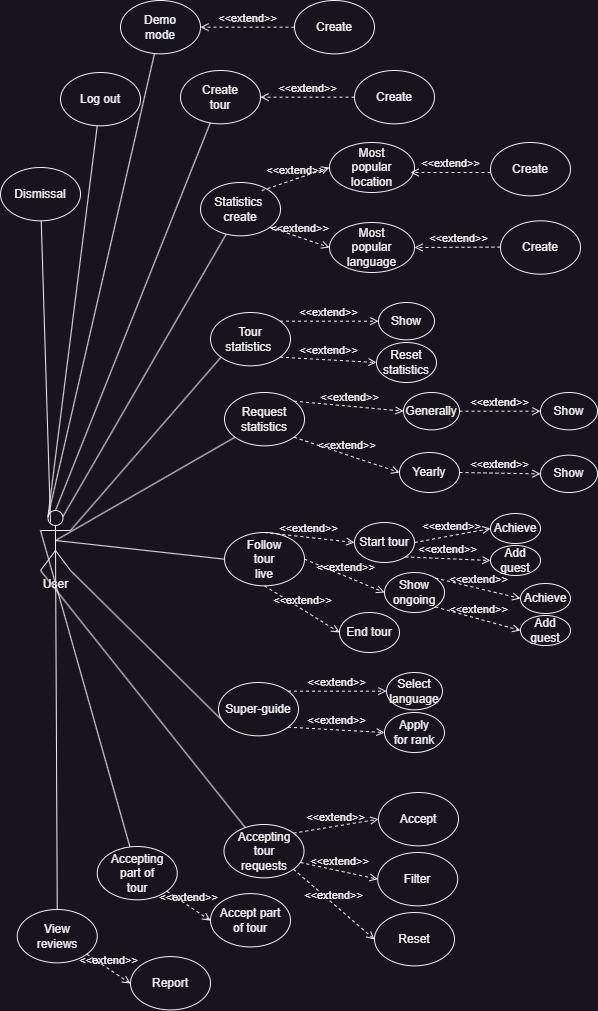 Demo
mode
<<extend>>
Create
Log out
Create
tour
<<extend>>
Create
Dismissal
Statistics
create
<<extend>>
Most
popular
location
<<extend>>
Create
<<extend>>
Most
popular
language
<<extend>>
Create
Tour
statistics
<<extend>>
Show
<<extend>>
Reset
statistics
Request
statistics
<<extend>>
Generally
<<extend>>
Show
<<extend>>
Yearly
<<extend>>
Show
User
Follow
tour
live
<<extend>>
Start tour
<<extend>>
Achieve
<<extend>>
Add
guest
<<extend>>
Show
ongoing
<<extend>>
Achieve
<<extend>>
Add
guest
<<extend>>
End tour
Super-guide
<<extend>>
Select
language
<<extend>>
Apply
for rank
Accepting
tour
requests
<<extend>>
Accept
<<extend>>
Filter
<<extend>>
Reset
Accepting
part of
tour
<<extend>>
Accept part
of tour
View
reviews
<<extend>>
Report